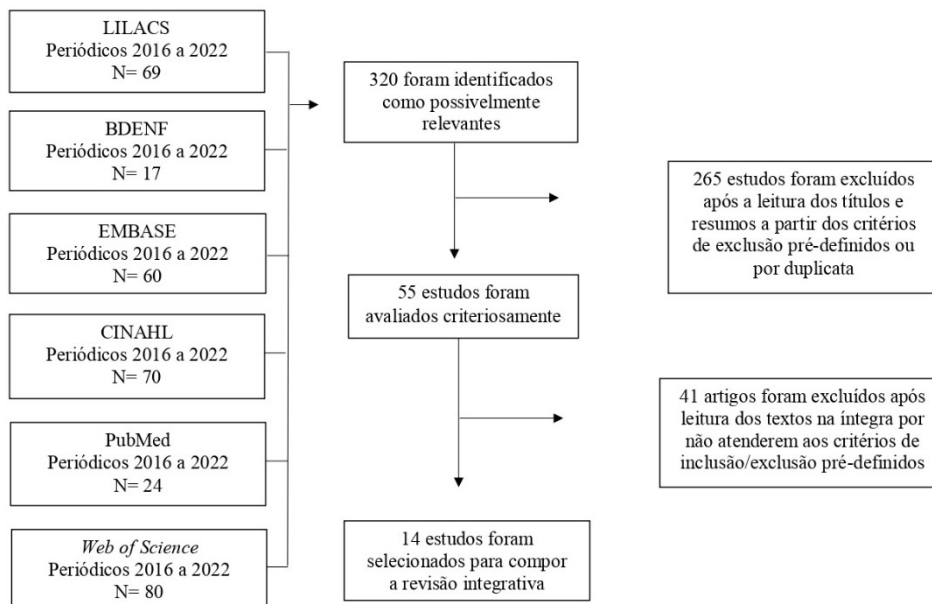 LILACS
Periódicos 2016 a 2022
N= 69
BDENF
Periódicos 2016 a 2022
N= 17
EMBASE
Periódicos 2016 a 2022
N= 60
CINAHL
Periódicos 2016 a 2022
N= 70
PubMed
Periódicos 2016 a 2022
N= 24
Web of Science
Periódicos 2016 a 2022
N= 80
320 foram identificados
como possivelmente
relevantes
265 estudos foram excluídos
após a leitura dos títulos e
resumos a partir dos critérios
de exclusão pré-definidos ou
por duplicata
55 estudos foram
avaliados criteriosamente
41 artigos foram excluídos após
leitura dos textos na íntegra por
não atenderem aos critérios de
inclusão/exclusão pré-definidos
14 estudos foram
selecionados para compor
a revisão integrativa